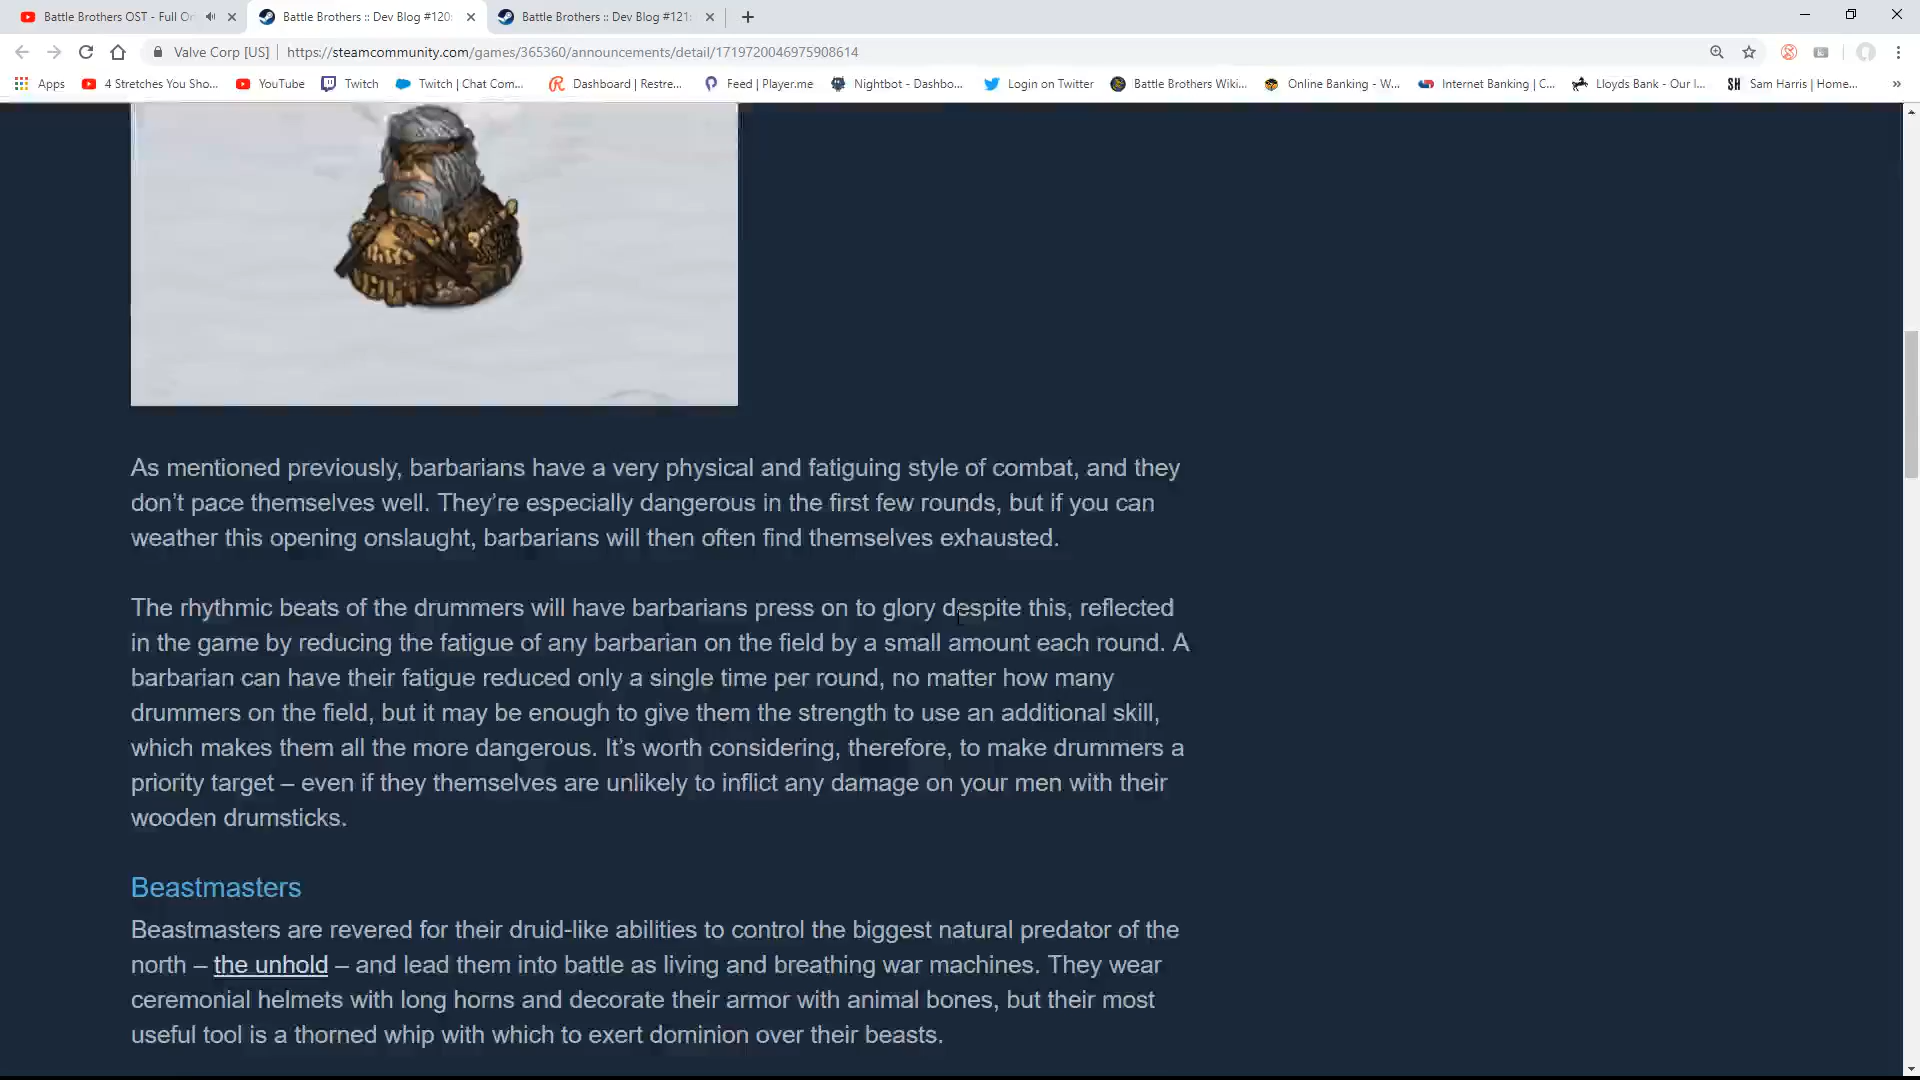 Battle Brothers OST - Full Or
Battle Brothers :: Dev Blog #120:
Battle Brothers :: Dev Blog #121:
Valve Corp [US]
https://steamcommunity.com/games/365360/announcements/detail/1719720046975908614
Apps
4 Stretches You Sho...
YouTube
Twitch
Twitch | Chat Com...
Dashboard | Restre...
Feed | Player.me
Nightbot - Dashbo...
Login on Twitter
Battle Brothers Wiki...
Online Banking - W...
Internet Banking | C...
Lloyds Bank - Our I...
SH
Sam Harris | Home...
As mentioned previously, barbarians have a very physical and fatiguing style of combat, and they
don’t pace themselves well. They’re especially dangerous in the first few rounds, but if you can
weather this opening onslaught, barbarians will then often find themselves exhausted.
The rhythmic beats of the drummers will have barbarians press on to glory despite this, reflected
in the game by reducing the fatigue of any barbarian on the field by a small amount each round. A
barbarian can have their fatigue reduced only a single time per round, no matter how many
drummers on the field, but it may be enough to give them the strength to use an additional skill,
which makes them all the more dangerous. It’s worth considering, therefore, to make drummers a
priority target – even if they themselves are unlikely to inflict any damage on your men with their
wooden drumsticks.
Beastmasters
Beastmasters are revered for their druid-like abilities to control the biggest natural predator of the
north – the unhold – and lead them into battle as living and breathing war machines. They wear
ceremonial helmets with long horns and decorate their armor with animal bones, but their most
useful tool is a thorned whip with which to exert dominion over their beasts.